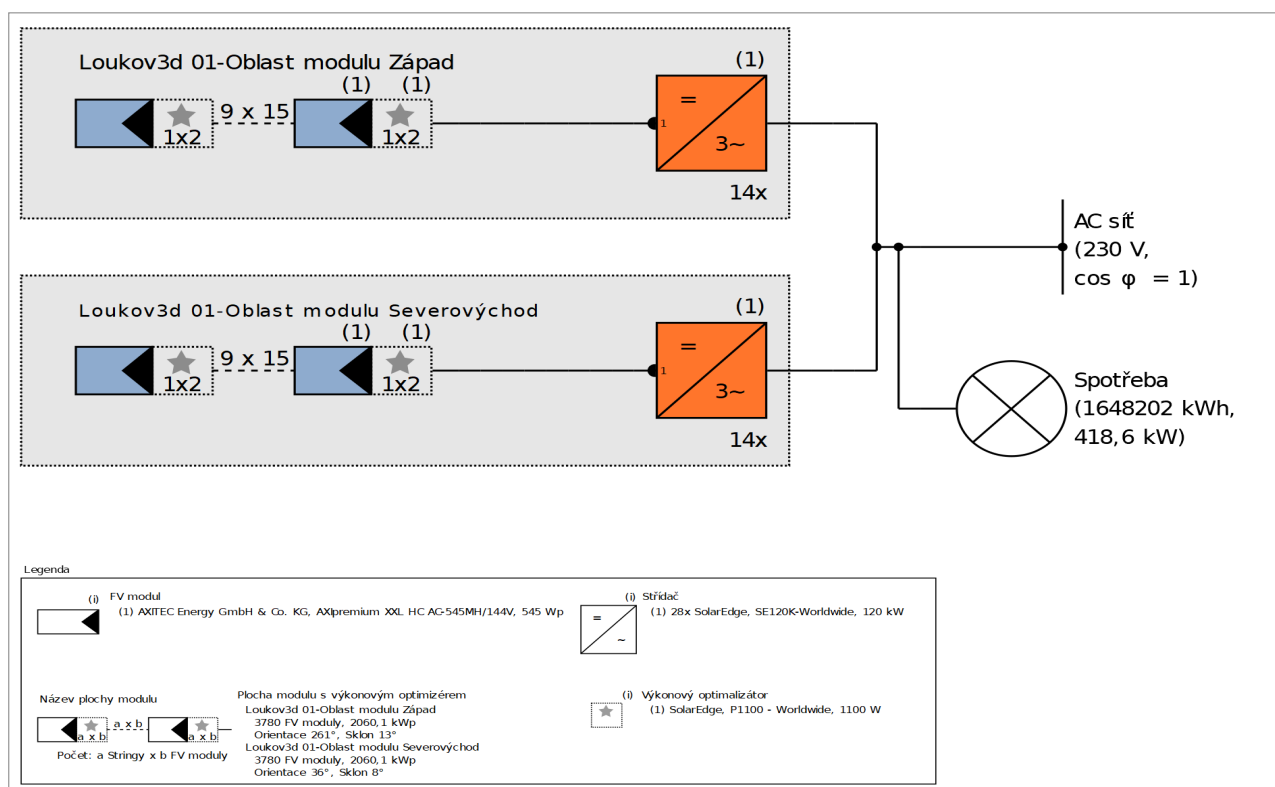 Loukov3d 01-Oblast modulu Západ
(1)
(1) (1)
9 x 15
1x2
1x2
=
1
3~
14x
AC síť
(230 V,
cos φ = 1)
Loukov3d 01-Oblast modulu Severovýchod
(1)
(1) (1)
9 x 15
1x2
1x2
=
1
3~
14x
Spotřeba
(1648202 kWh,
418,6 kW)
Legenda
(i) FV modul
(1) AXITEC Energy GmbH & Co. KG, AXIpremium XXL HC AC-545MH/144V, 545 Wp
(i) Střídač
(1) 28x SolarEdge, SE120K-Worldwide, 120 kW
=
~
Název plochy modulu
a x b
a x b
a x b
Počet: a Stringy x b FV moduly
Plocha modulu s výkonovým optimizérem
Loukov3d 01-Oblast modulu Západ
3780 FV moduly, 2060,1 kWp
Orientace 261°, Sklon 13°
Loukov3d 01-Oblast modulu Severovýchod
3780 FV moduly, 2060,1 kWp
Orientace 36°, Sklon 8°
(i) Výkonový optimalizátor
(1) SolarEdge, P1100 - Worldwide, 1100 W